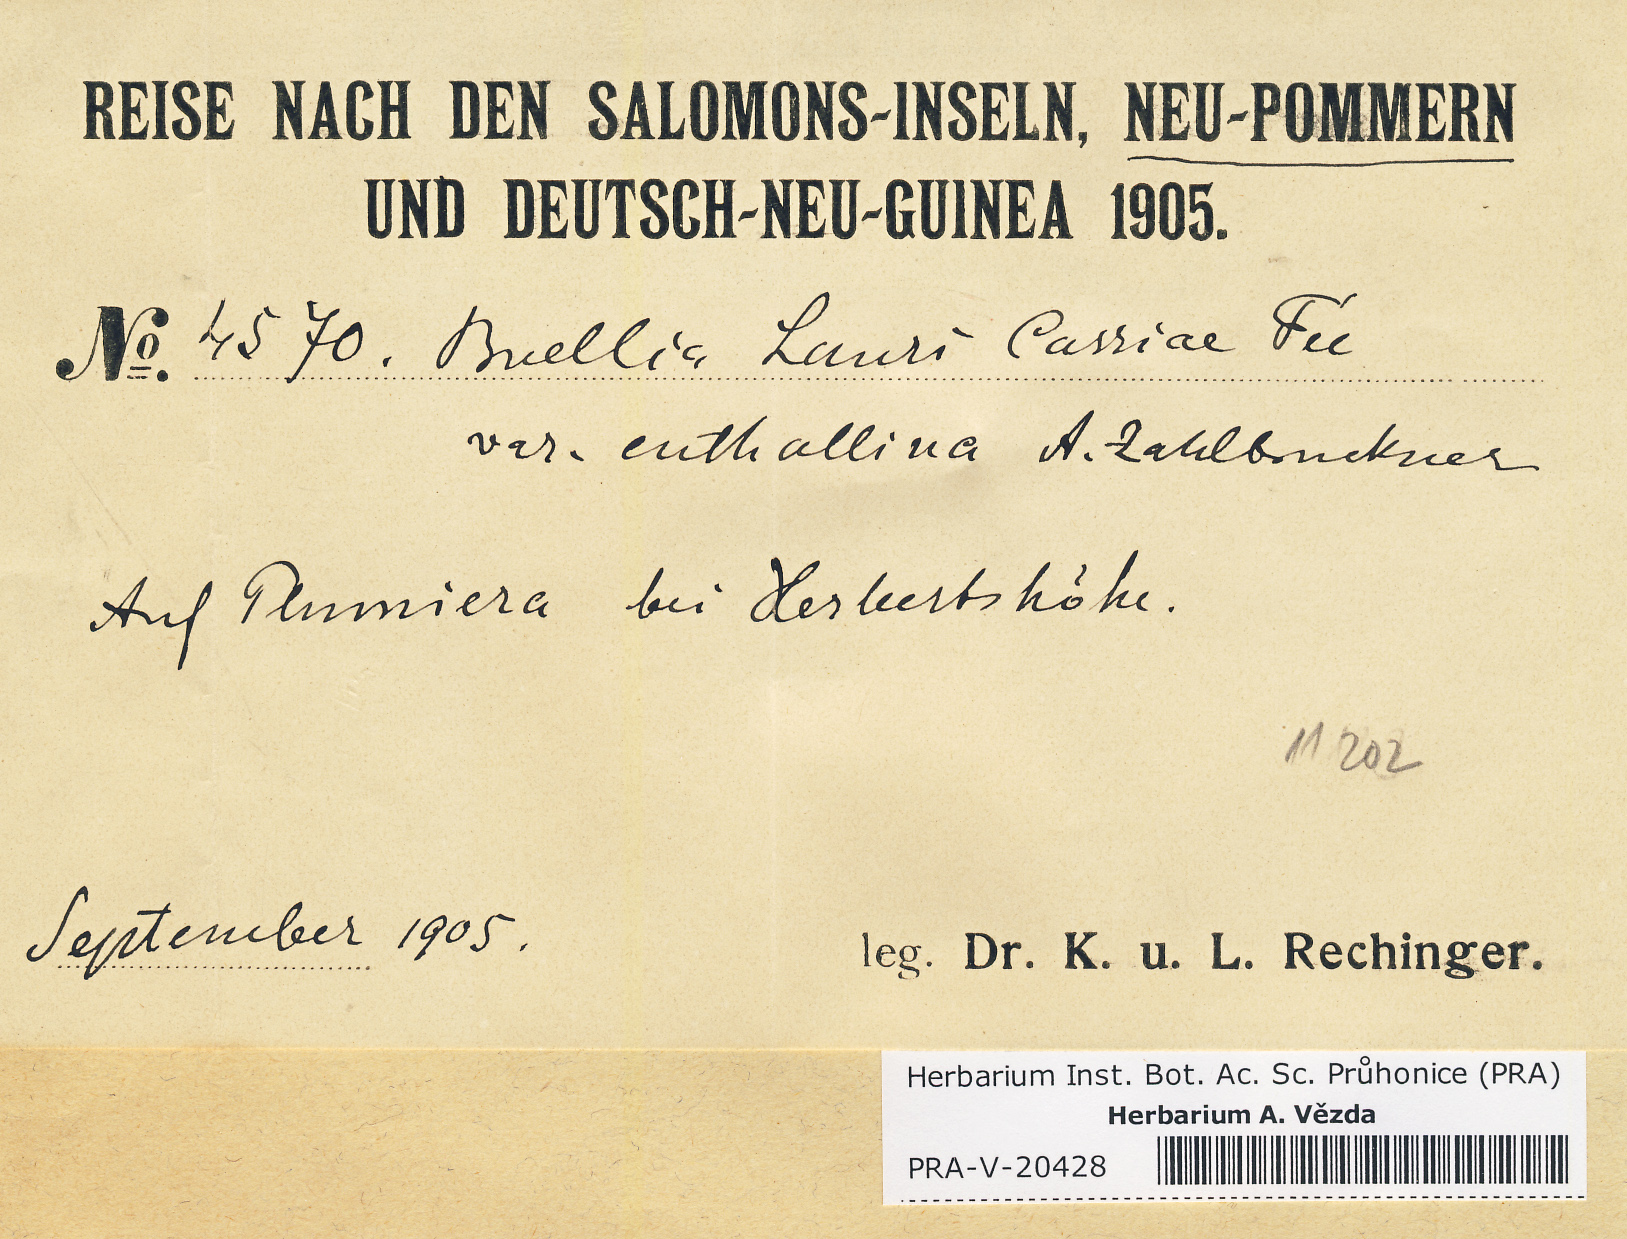 REISE NACH DEN SALOMONS-INSELN, NEU-POMMERN
UND DEUTSCH-NEU-GUINEA 1905.
No. 4570. Buellia Lauri Cassiae Fée
var. euthallina A. Zahlbruckner
Auf Plumiera bei Herbertshöhe.
11202
September 1905.
leg. Dr. K. u. L. Rechinger.
Herbarium Inst. Bot. Ac. Sc. Průhonice (PRA)
Herbarium A. Vězda
PRA-V-20428